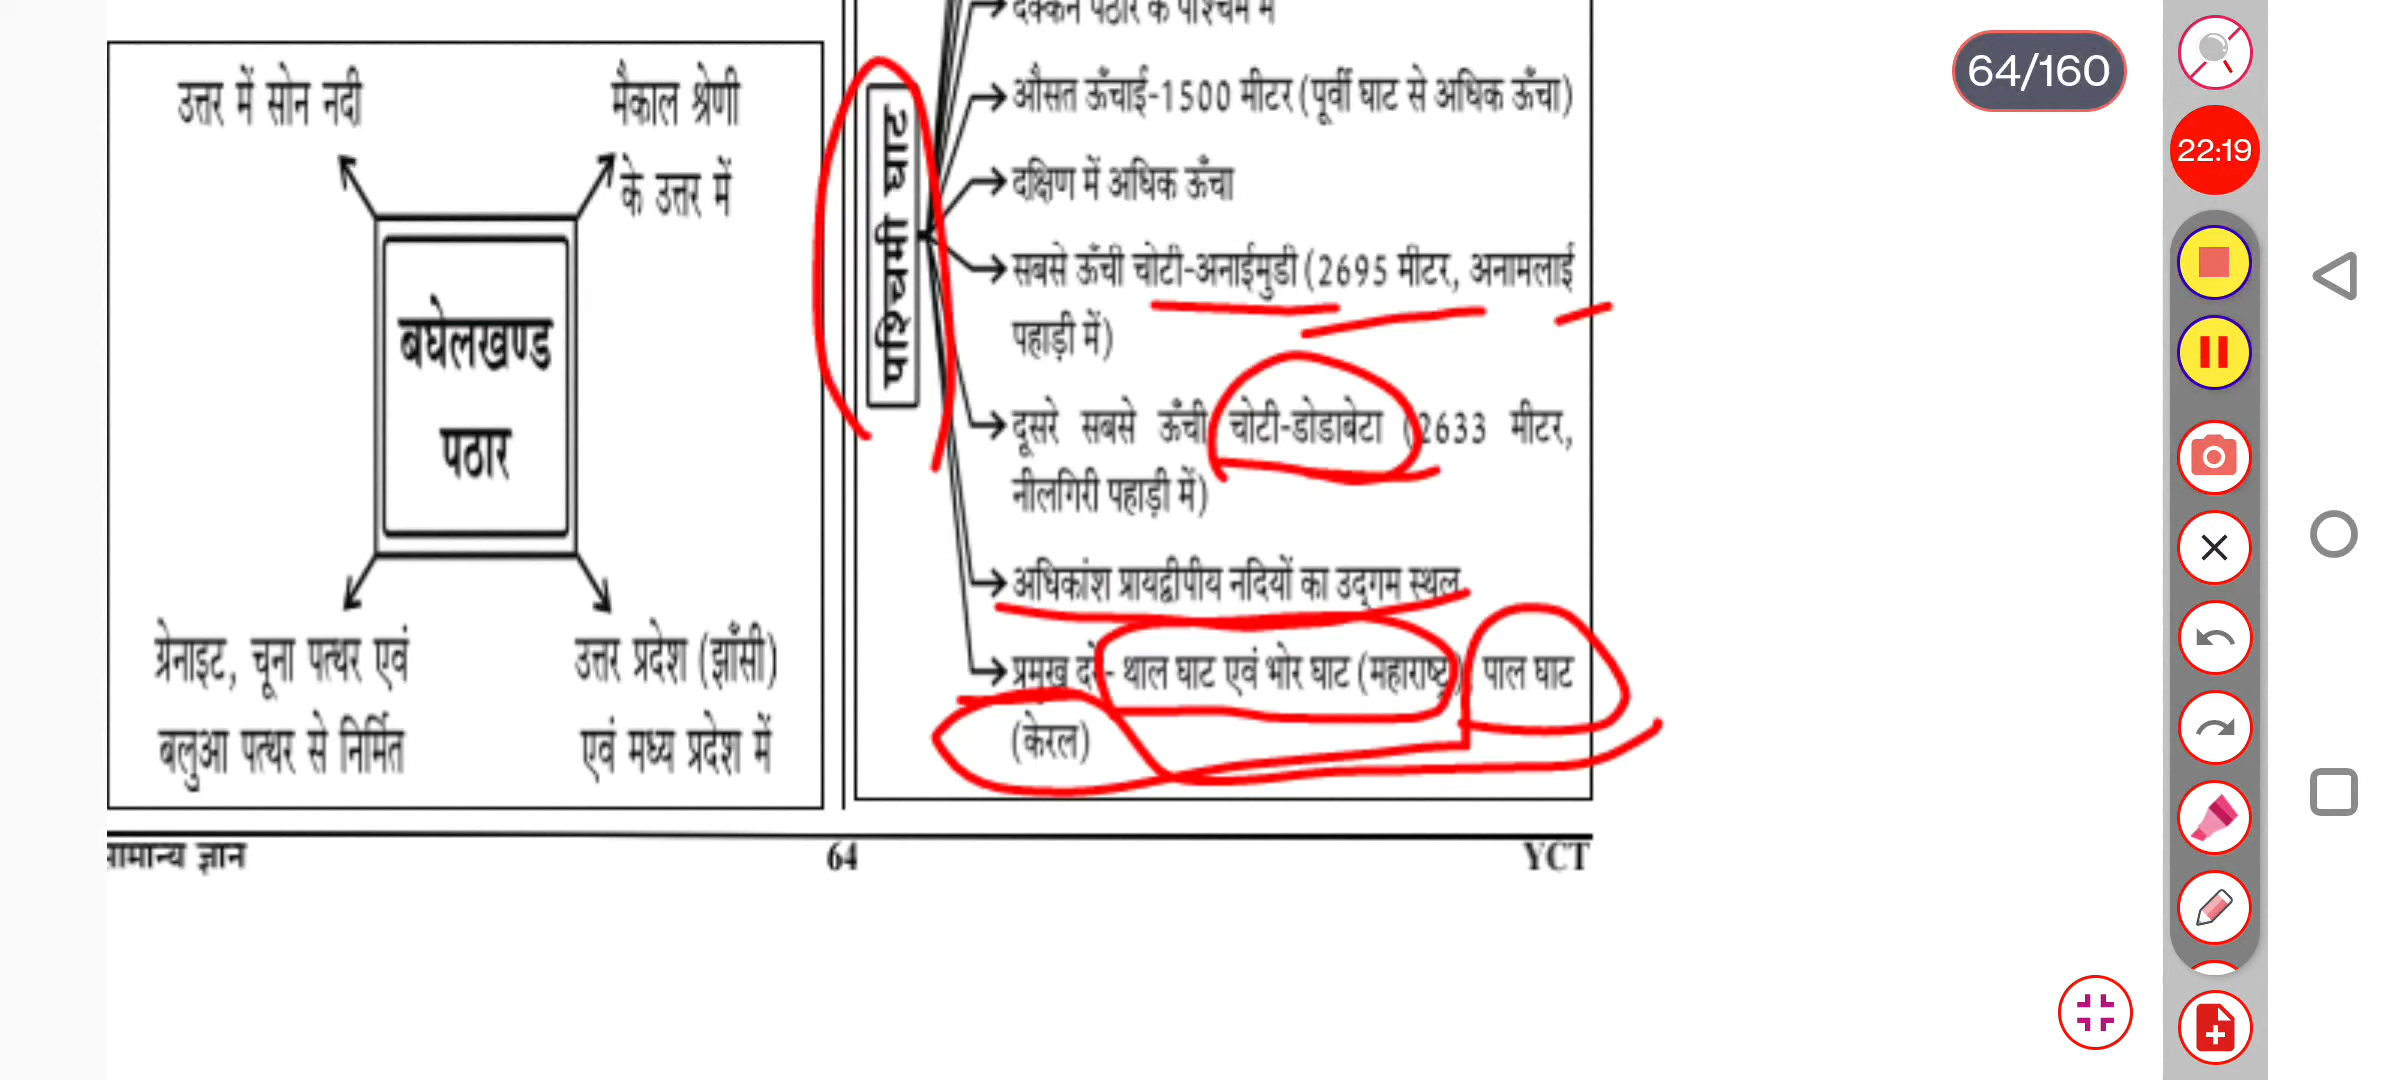 उत्तर में सोन नदी
मैकाल श्रेणी
के उत्तर में
बघेलखण्ड
पठार
ग्रेनाइट, चूना पत्थर एवं
बलुआ पत्थर से निर्मित
उत्तर प्रदेश (झाँसी)
एवं मध्य प्रदेश में
पश्चिमी घाट
दक्कन पठार के पश्चिम में
औसत ऊँचाई-1500 मीटर (पूर्वी घाट से अधिक ऊँचा)
दक्षिण में अधिक ऊँचा
सबसे ऊँची चोटी-अनाईमुडी (2695 मीटर, अनामलाई
पहाड़ी में)
दूसरे सबसे ऊँची चोटी-डोडाबेटा (2633 मीटर,
नीलगिरी पहाड़ी में)
अधिकांश प्रायद्वीपीय नदियों का उद्गम स्थल
प्रमुख दर्रे- थाल घाट एवं भोर घाट (महाराष्ट्र) पाल घाट
(केरल)
सामान्य ज्ञान
64
YCT
64/160
22:19